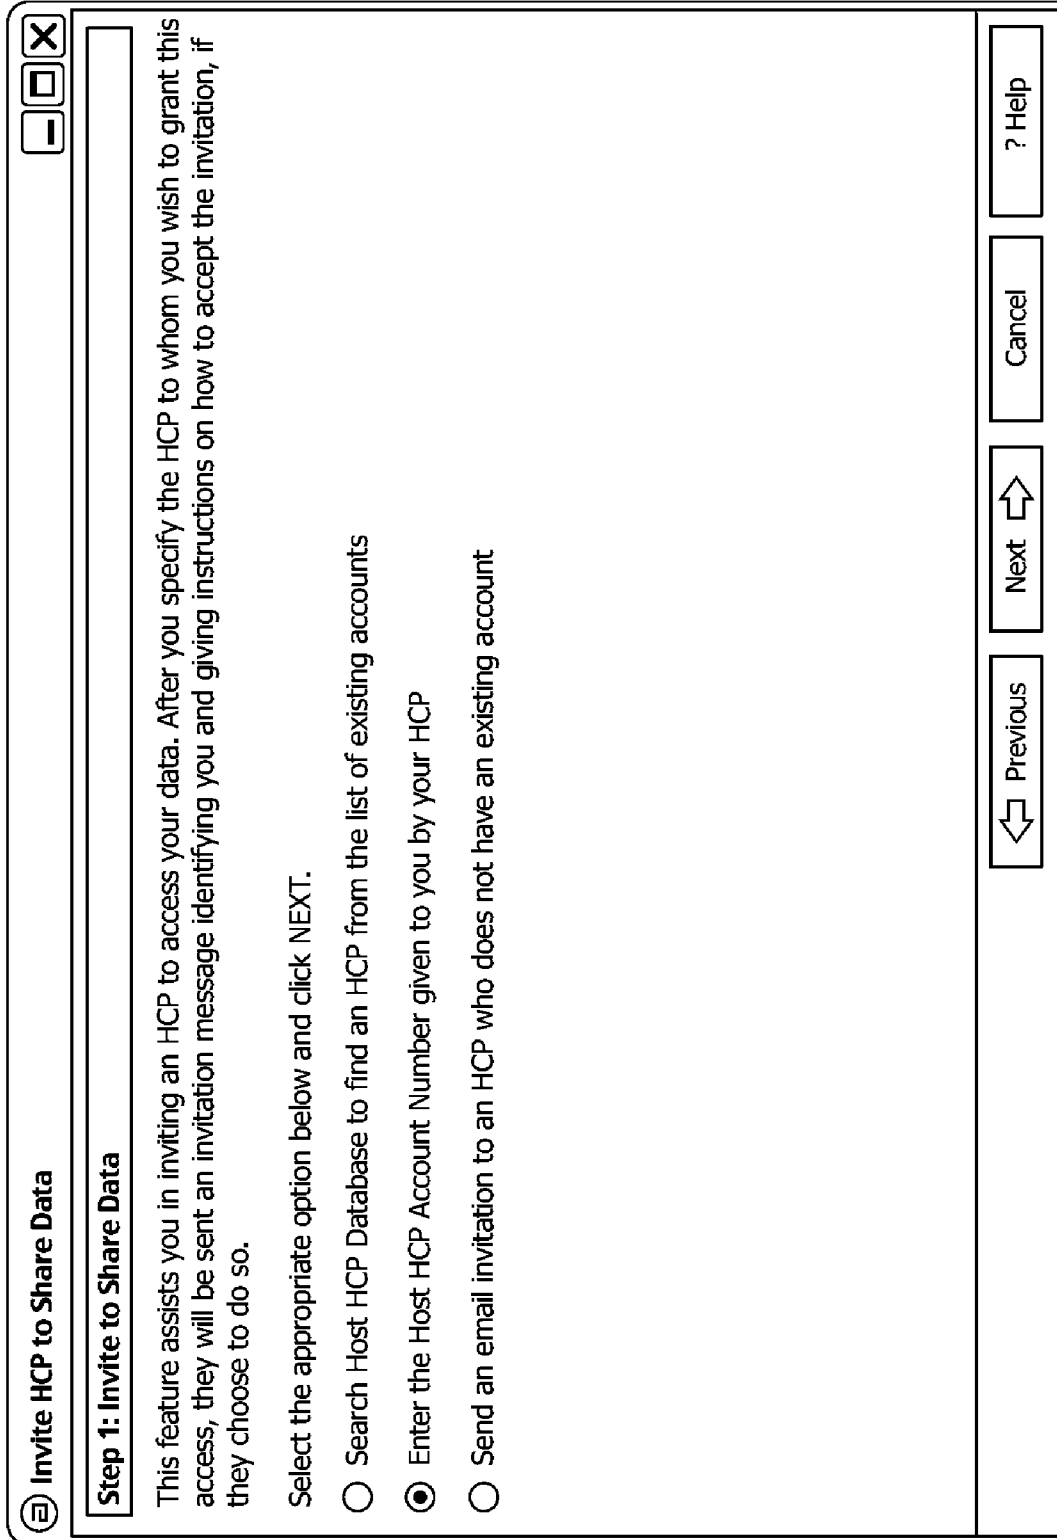 a Invite HCP to Share Data
Step 1: Invite to Share Data
This feature assists you in inviting an HCP to access your data. After you specify the HCP to whom you wish to grant this
access, they will be sent an invitation message identifying you and giving instructions on how to accept the invitation, if
they choose to do so.
Select the appropriate option below and click NEXT.
Search Host HCP Database to find an HCP from the list of existing accounts
Enter the Host HCP Account Number given to you by your HCP
Send an email invitation to an HCP who does not have an existing account
Previous
Next
Cancel
? Help